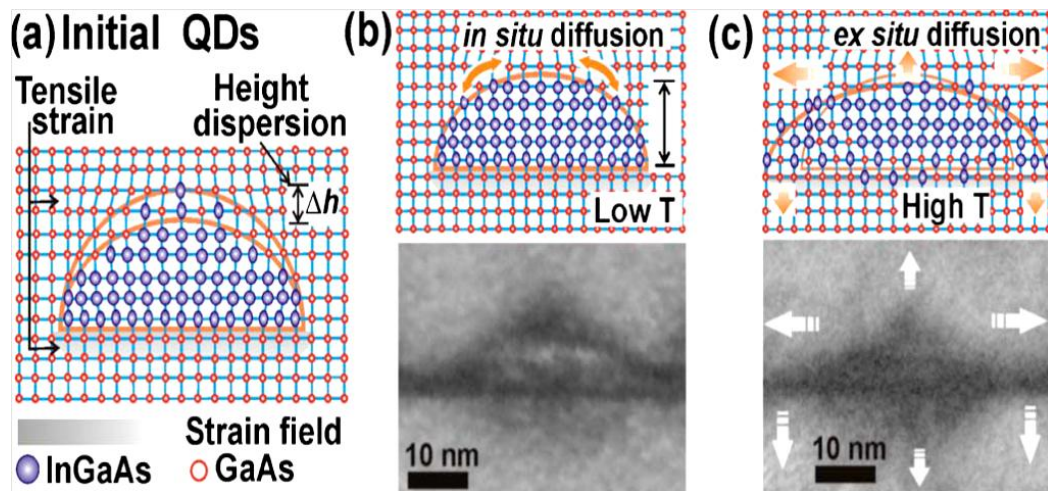 (a) Initial QDs
Tensile
strain
Height
dispersion
Δh
Strain field
InGaAs
GaAs
(b)
in situ diffusion
Low T
10 nm
(c)
ex situ diffusion
High T
10 nm